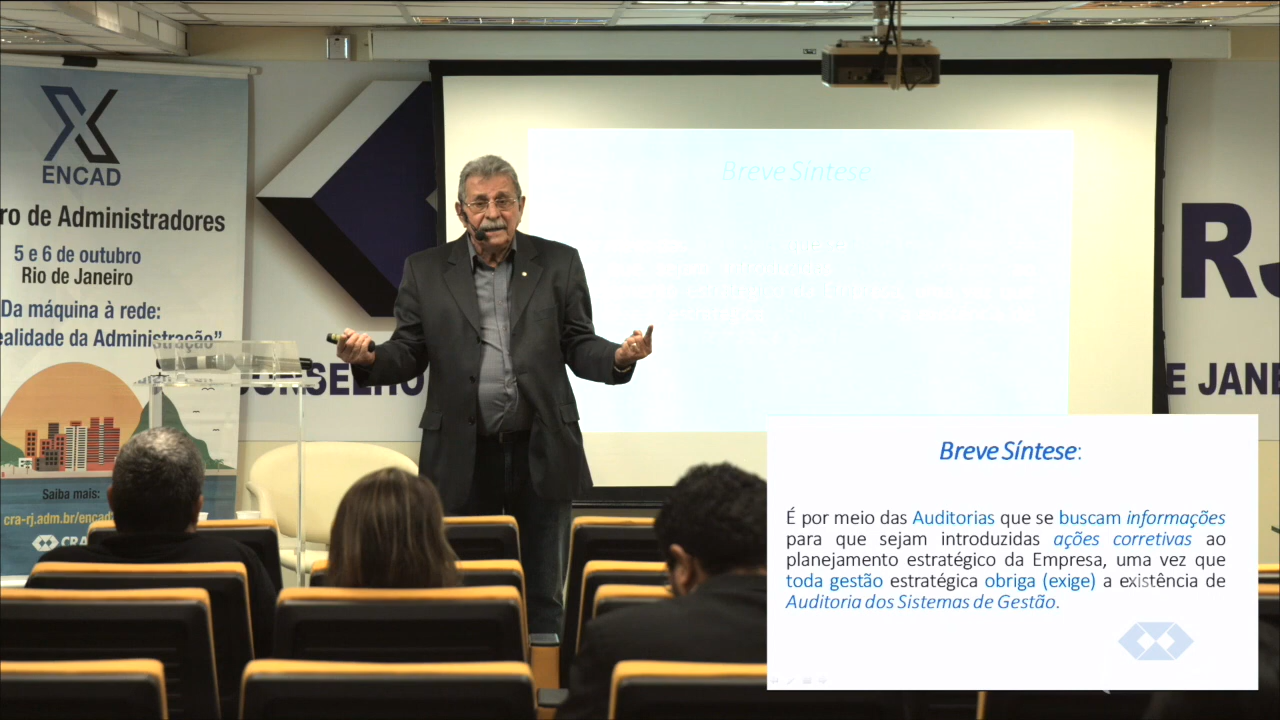 ENCAD
ro de Administradores
5 e 6 de outubro
Rio de Janeiro
Da máquina à rede:
ealidade da Administração”
Saiba mais:
cra-rj.adm.br/encad
CRA
RJ
CONSELHO
E JANE
Breve Síntese
Breve Síntese:
É por meio das Auditorias que se buscam informações
para que sejam introduzidas ações corretivas ao
planejamento estratégico da Empresa, uma vez que
toda gestão estratégica obriga (exige) a existência de
Auditoria dos Sistemas de Gestão.